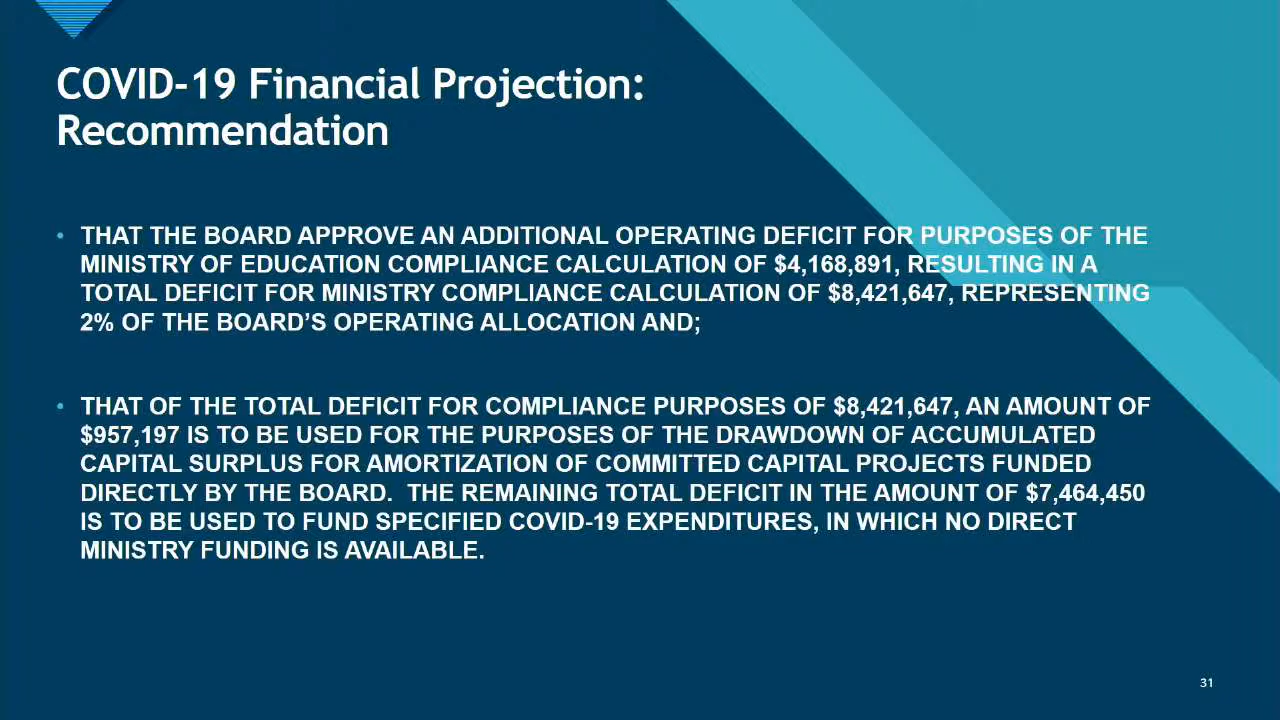 COVID-19 Financial Projection:
Recommendation
• THAT THE BOARD APPROVE AN ADDITIONAL OPERATING DEFICIT FOR PURPOSES OF THE
MINISTRY OF EDUCATION COMPLIANCE CALCULATION OF $4,168,891, RESULTING IN A
TOTAL DEFICIT FOR MINISTRY COMPLIANCE CALCULATION OF $8,421,647, REPRESENTING
2% OF THE BOARD’S OPERATING ALLOCATION AND;
• THAT OF THE TOTAL DEFICIT FOR COMPLIANCE PURPOSES OF $8,421,647, AN AMOUNT OF
$957,197 IS TO BE USED FOR THE PURPOSES OF THE DRAWDOWN OF ACCUMULATED
CAPITAL SURPLUS FOR AMORTIZATION OF COMMITTED CAPITAL PROJECTS FUNDED
DIRECTLY BY THE BOARD.  THE REMAINING TOTAL DEFICIT IN THE AMOUNT OF $7,464,450
IS TO BE USED TO FUND SPECIFIED COVID-19 EXPENDITURES, IN WHICH NO DIRECT
MINISTRY FUNDING IS AVAILABLE.
31